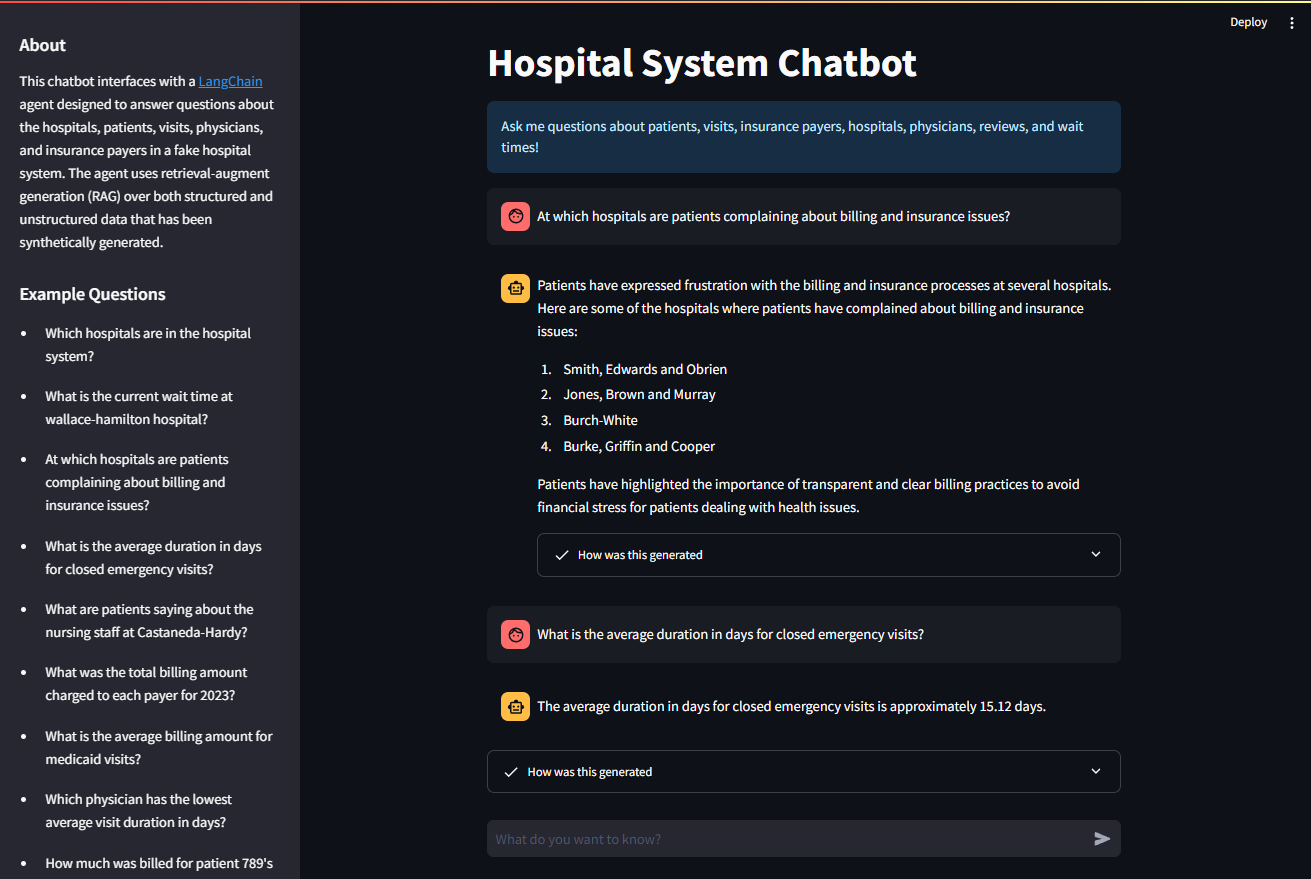 About
This chatbot interfaces with a LangChain
agent designed to answer questions about
the hospitals, patients, visits, physicians,
and insurance payers in a fake hospital
system. The agent uses retrieval-augment
generation (RAG) over both structured and
unstructured data that has been
synthetically generated.
Example Questions
• Which hospitals are in the hospital
system?
• What is the current wait time at
wallace-hamilton hospital?
• At which hospitals are patients
complaining about billing and
insurance issues?
• What is the average duration in days
for closed emergency visits?
• What are patients saying about the
nursing staff at Castaneda-Hardy?
• What was the total billing amount
charged to each payer for 2023?
• What is the average billing amount for
medicaid visits?
• Which physician has the lowest
average visit duration in days?
• How much was billed for patient 789's
Deploy
Hospital System Chatbot
Ask me questions about patients, visits, insurance payers, hospitals, physicians, reviews, and wait
times!
At which hospitals are patients complaining about billing and insurance issues?
Patients have expressed frustration with the billing and insurance processes at several hospitals.
Here are some of the hospitals where patients have complained about billing and insurance
issues:
1. Smith, Edwards and Obrien
2. Jones, Brown and Murray
3. Burch-White
4. Burke, Griffin and Cooper
Patients have highlighted the importance of transparent and clear billing practices to avoid
financial stress for patients dealing with health issues.
How was this generated
What is the average duration in days for closed emergency visits?
The average duration in days for closed emergency visits is approximately 15.12 days.
How was this generated
What do you want to know?